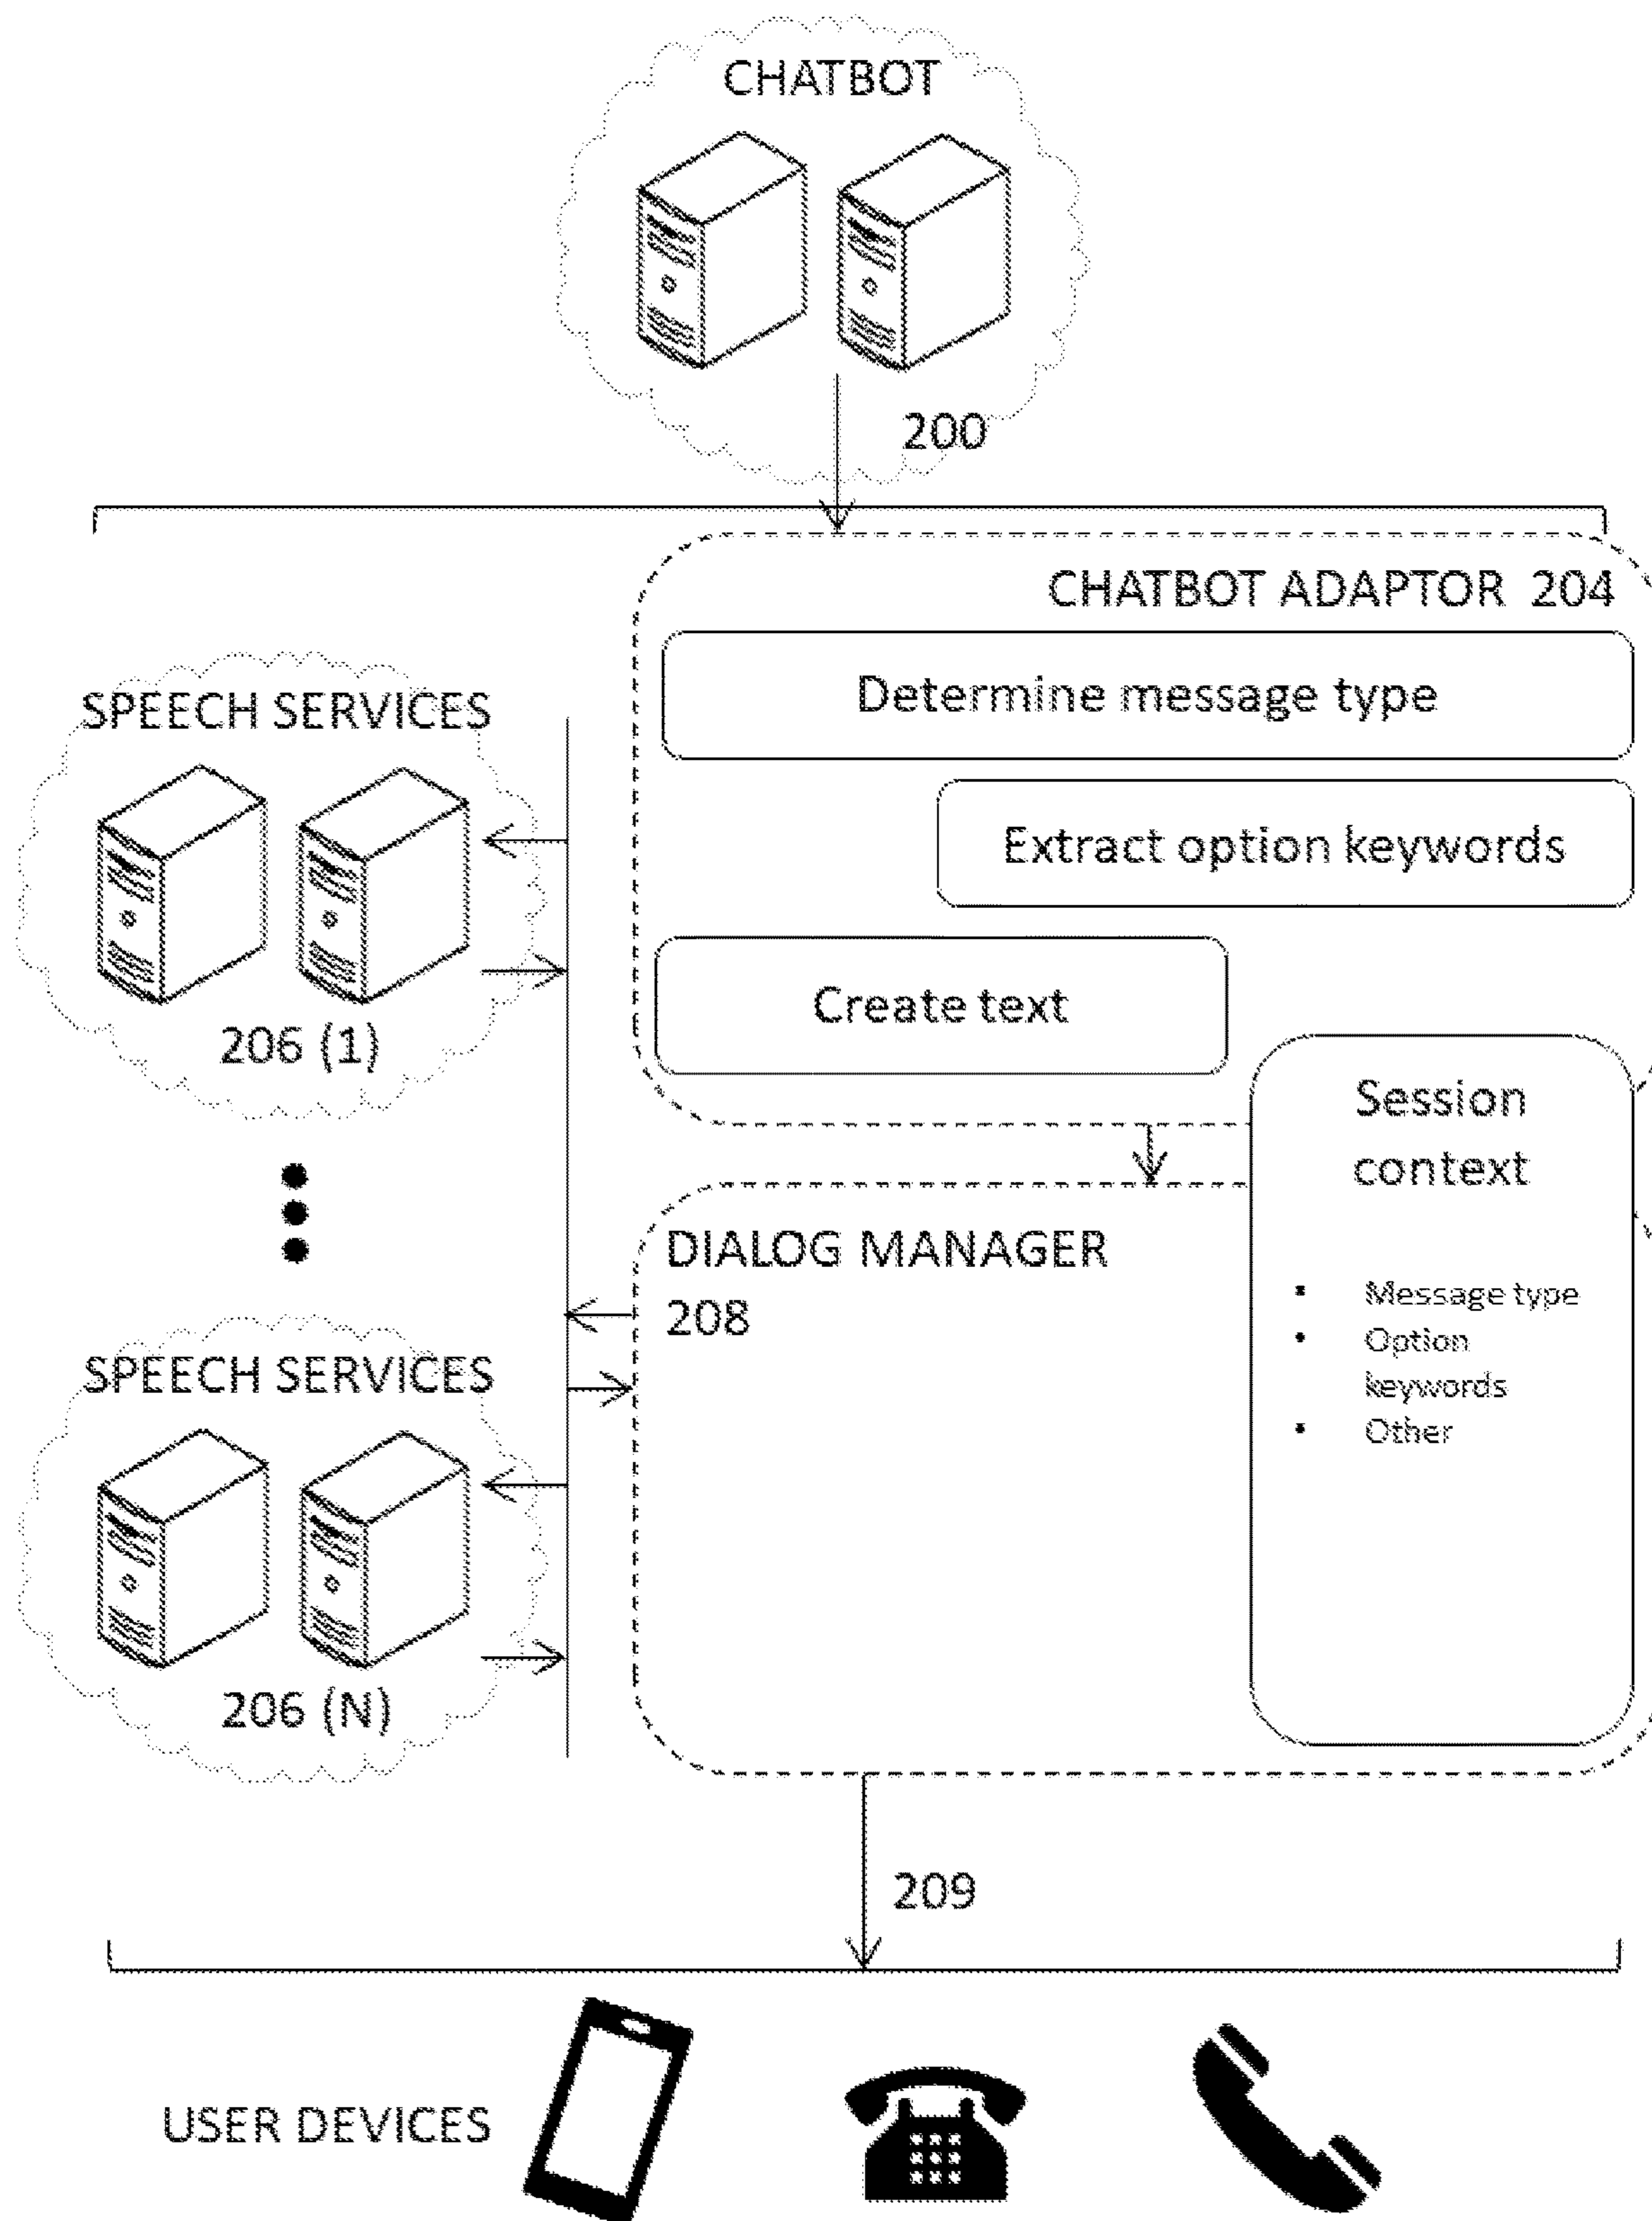 CHATBOT
200
CHATBOT ADAPTOR 204
Determine message type
SPEECH SERVICES
Extract option keywords
Create text
206 (1)
Session
context
DIALOG MANAGER
208
• Message type
• Option
keywords
• Other
SPEECH SERVICES
206 (N)
209
USER DEVICES